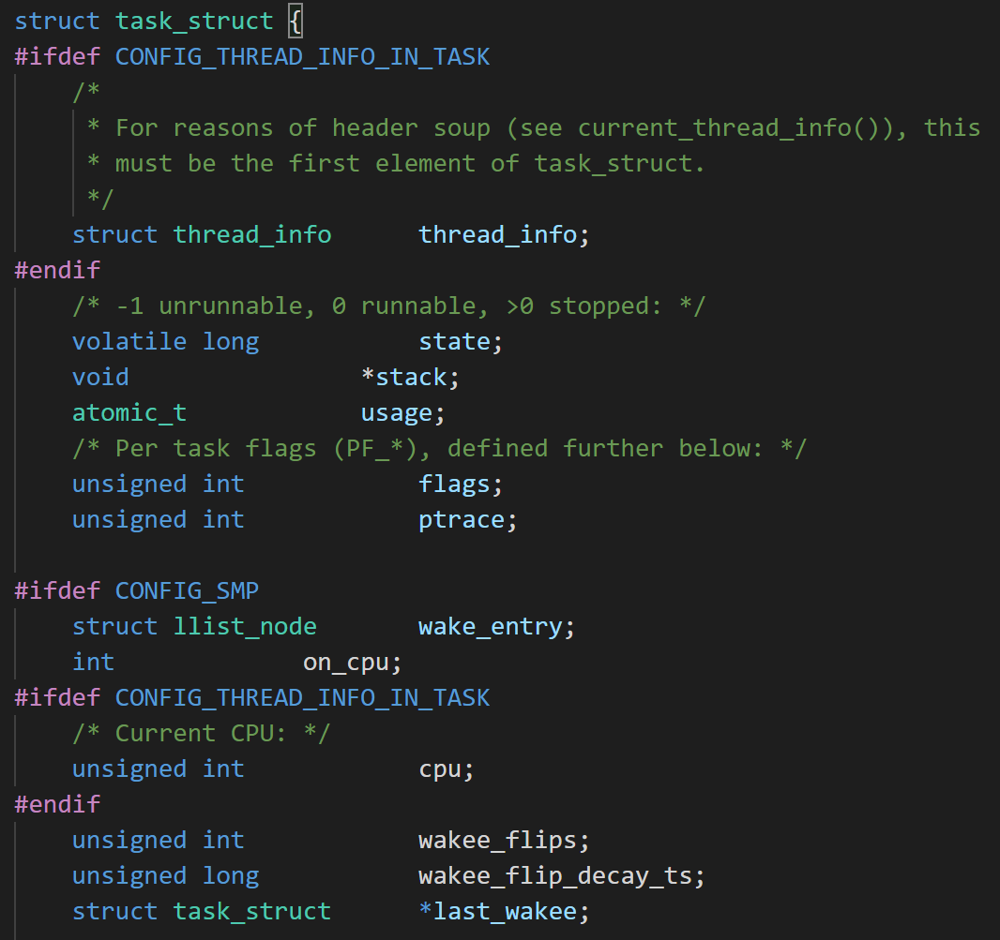 struct task_struct {
#ifdef CONFIG_THREAD_INFO_IN_TASK
    /*
     * For reasons of header soup (see current_thread_info()), this
     * must be the first element of task_struct.
     */
    struct thread_info      thread_info;
#endif
    /* -1 unrunnable, 0 runnable, >0 stopped: */
    volatile long           state;
    void                *stack;
    atomic_t            usage;
    /* Per task flags (PF_*), defined further below: */
    unsigned int            flags;
    unsigned int            ptrace;

#ifdef CONFIG_SMP
    struct llist_node       wake_entry;
    int             on_cpu;
#ifdef CONFIG_THREAD_INFO_IN_TASK
    /* Current CPU: */
    unsigned int            cpu;
#endif
    unsigned int            wakee_flips;
    unsigned long           wakee_flip_decay_ts;
    struct task_struct      *last_wakee;